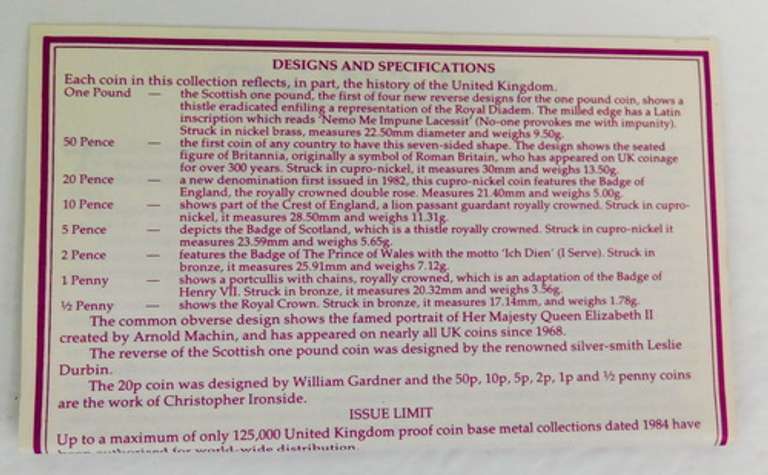 DESIGNS AND SPECIFICATIONS
Each coin in this collection reflects, in part, the history of the United Kingdom.
One Pound — the Scottish one pound, the first of four new reverse designs for the one pound coin, shows a
thistle eradicated enfiling a representation of the Royal Diadem. The milled edge has a Latin
inscription which reads 'Nemo Me Impune Lacessit' (No-one provokes me with impunity).
Struck in nickel brass, measures 22.50mm diameter and weighs 9.50g.
50 Pence — the first coin of any country to have this seven-sided shape. The design shows the seated
figure of Britannia, originally a symbol of Roman Britain, who has appeared on UK coinage
for over 300 years. Struck in cupro-nickel, it measures 30mm and weighs 13.50g.
20 Pence — a new denomination first issued in 1982, this cupro-nickel coin features the Badge of
England, the royally crowned double rose. Measures 21.40mm and weighs 5.00g.
10 Pence — shows part of the Crest of England, a lion passant guardant royally crowned. Struck in cupro-
nickel, it measures 28.50mm and weighs 11.31g.
5 Pence — depicts the Badge of Scotland, which is a thistle royally crowned. Struck in cupro-nickel it
measures 23.59mm and weighs 5.65g.
2 Pence — features the Badge of The Prince of Wales with the motto 'Ich Dien' (I Serve). Struck in
bronze, it measures 25.91mm and weighs 7.12g.
1 Penny — shows a portcullis with chains, royally crowned, which is an adaptation of the Badge of
Henry VII. Struck in bronze, it measures 20.32mm and weighs 3.56g.
½ Penny — shows the Royal Crown. Struck in bronze, it measures 17.14mm, and weighs 1.78g.
The common obverse design shows the famed portrait of Her Majesty Queen Elizabeth II
created by Arnold Machin, and has appeared on nearly all UK coins since 1968.
The reverse of the Scottish one pound coin was designed by the renowned silver-smith Leslie
Durbin.
The 20p coin was designed by William Gardner and the 50p, 10p, 5p, 2p, 1p and ½ penny coins
are the work of Christopher Ironside.
ISSUE LIMIT
Up to a maximum of only 125,000 United Kingdom proof coin base metal collections dated 1984 have
been authorised for world-wide distribution.